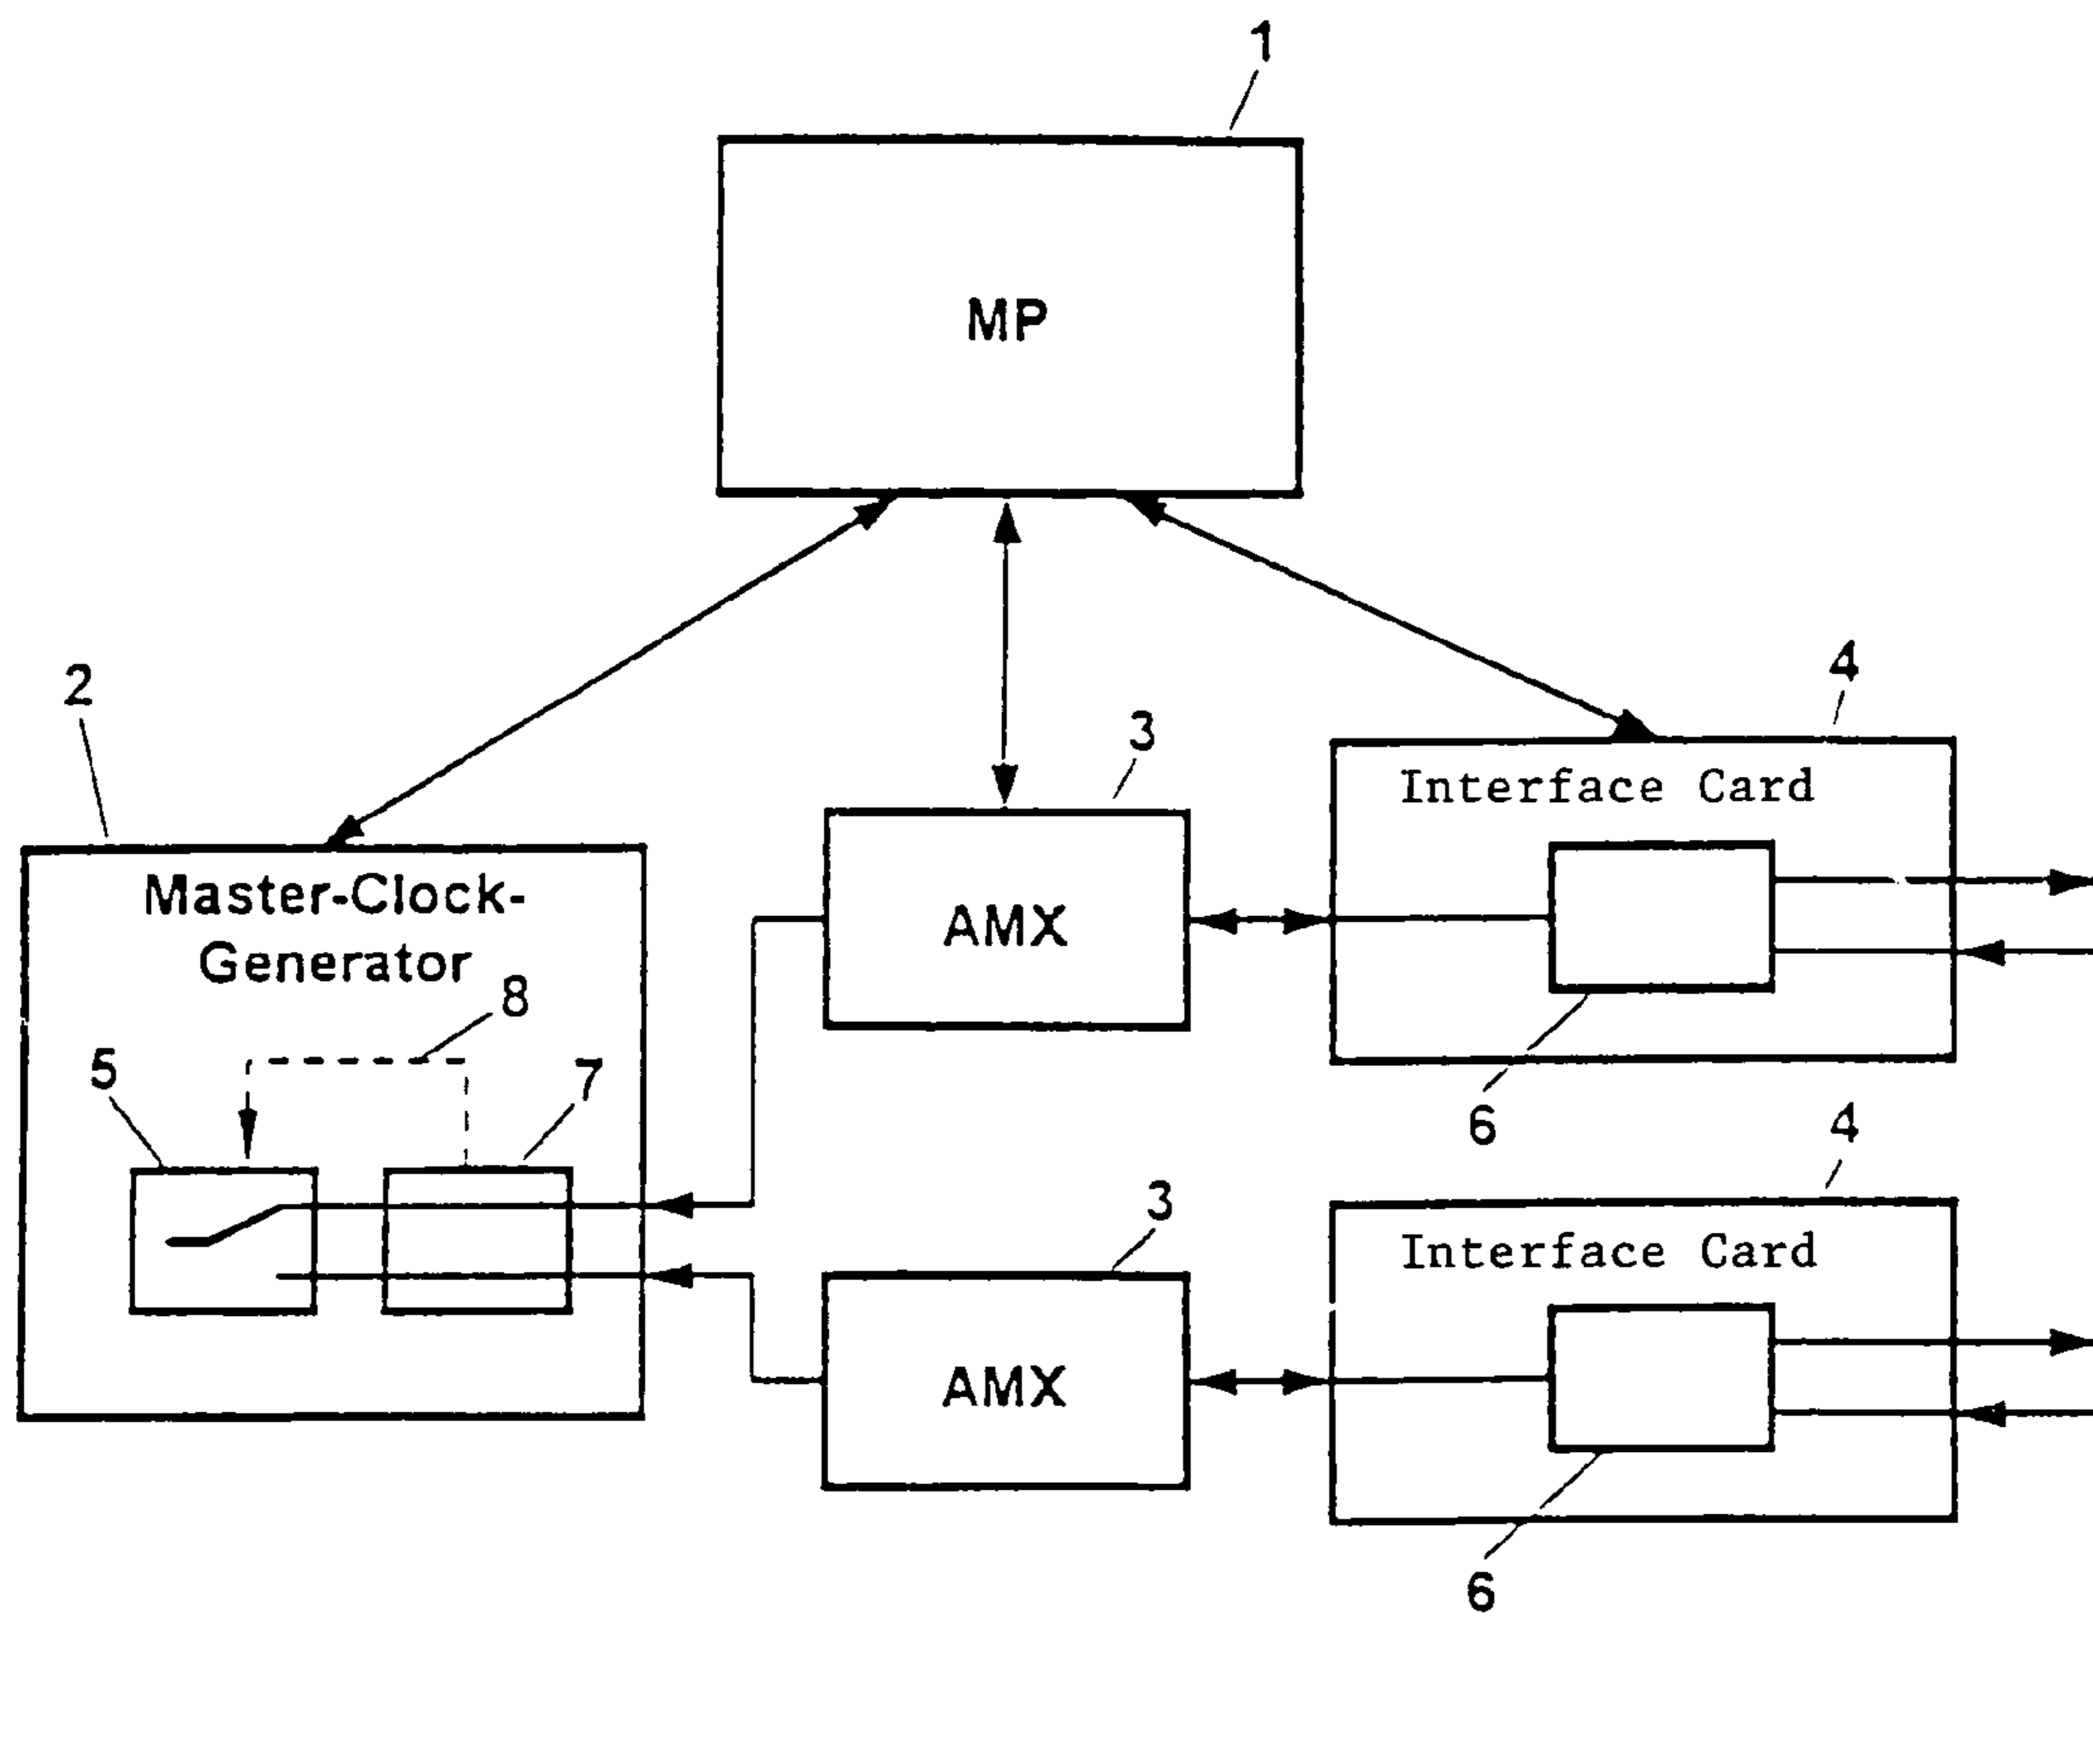 1
MP
2
3
4
Interface Card
Master-Clock-
Generator
AMX
8
5
7
6
4
3
Interface Card
AMX
6